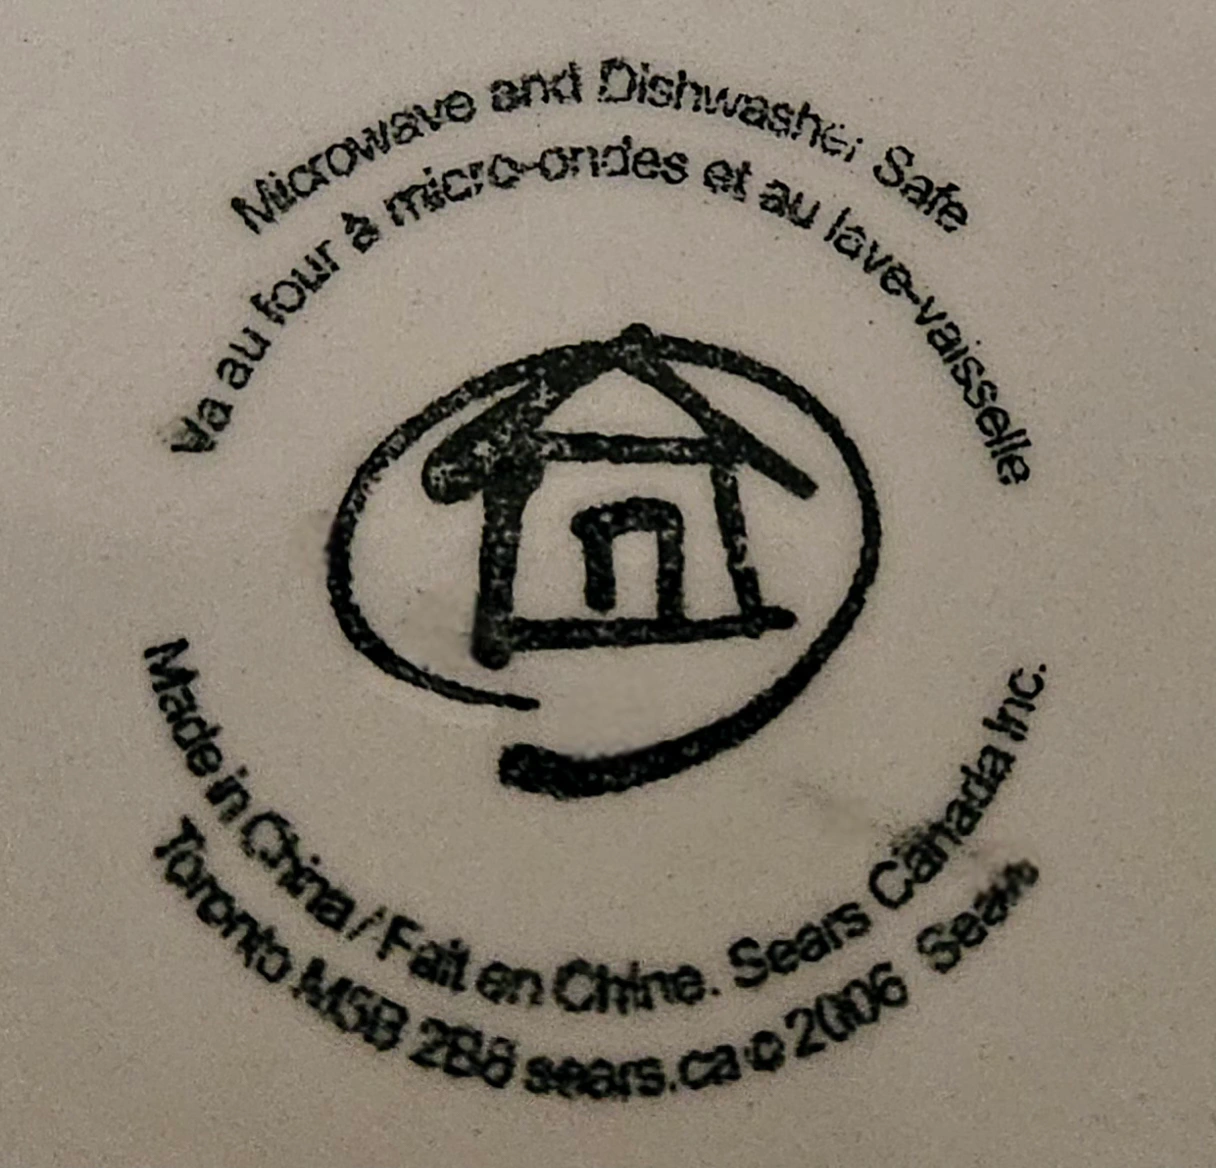 Microwave and Dishwasher Safe
Va au four à micro-ondes et au lave-vaisselle
Made in China / Fait en Chine. Sears Canada Inc.
Toronto M5B 2B8 sears.ca © 2006 Sears